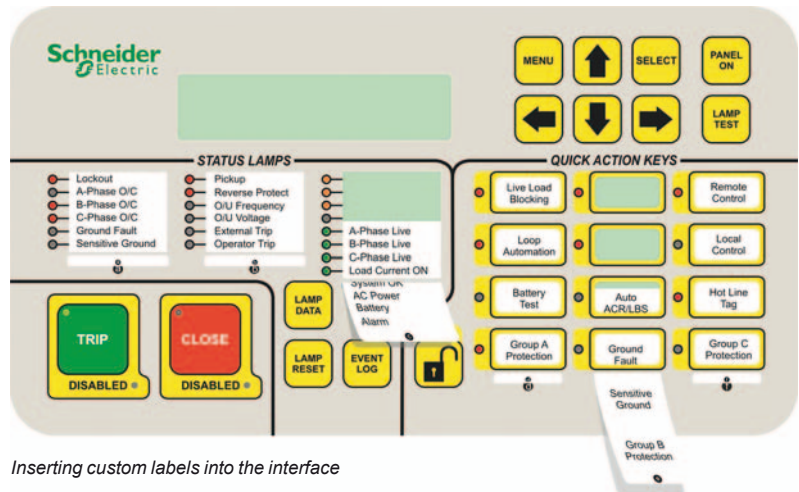 Schneider
Electric
MENU
SELECT
PANEL
ON
LAMP
TEST
STATUS LAMPS
Lockout
A-Phase O/C
B-Phase O/C
C-Phase O/C
Ground Fault
Sensitive Ground
a
Pickup
Reverse Protect
O/U Frequency
O/U Voltage
External Trip
Operator Trip
b
A-Phase Live
B-Phase Live
C-Phase Live
Load Current ON
System OK
AC Power
Battery
Alarm
QUICK ACTION KEYS
Live Load
Blocking
Remote
Control
Loop
Automation
Local
Control
Battery
Test
Auto
ACR/LBS
Hot Line
Tag
Group A
Protection
Ground
Fault
Group C
Protection
d
f
Sensitive
Ground
Group B
Protection
TRIP
DISABLED
CLOSE
DISABLED
LAMP
DATA
LAMP
RESET
EVENT
LOG
Inserting custom labels into the interface